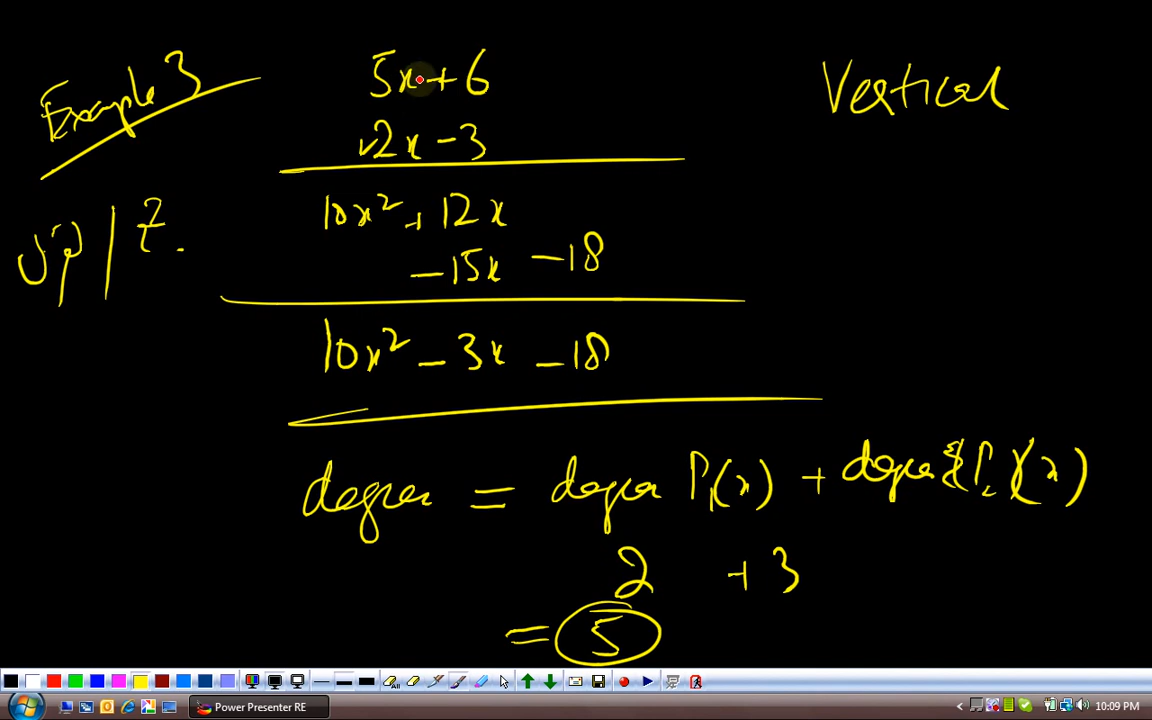 Example 3
5x + 6
2x - 3
Vertical
10x² + 12x
- 15x - 18
10x² - 3x - 18
degree = degree P₁(x) + degree P₂(x)
2 + 3
= 5
All
Power Presenter RE
10:09 PM